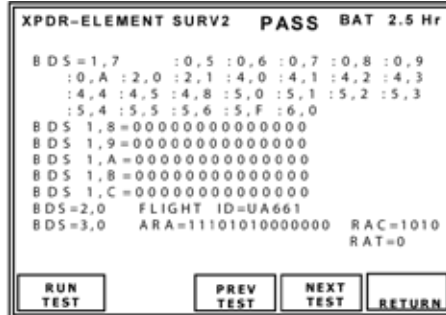 XPDR–ELEMENT SURV2 PASS BAT 2.5 Hr
BDS=1,7 :0,5 :0,6 :0,7 :0,8 :0,9
:0,A :2,0 :2,1 :4,0 :4,1 :4,2 :4,3
:4,4 :4,5 :4,8 :5,0 :5,1 :5,2 :5,3
:5,4 :5,5 :5,6 :5,F :6,0
BDS 1,8=00000000000000
BDS 1,9=00000000000000
BDS 1,A=00000000000000
BDS 1,B=00000000000000
BDS 1,C=00000000000000
BDS=2,0 FLIGHT ID=UA661
BDS=3,0 ARA=11101010000000 RAC=1010
RAT=0
RUN TEST
PREV TEST
NEXT TEST
RETURN